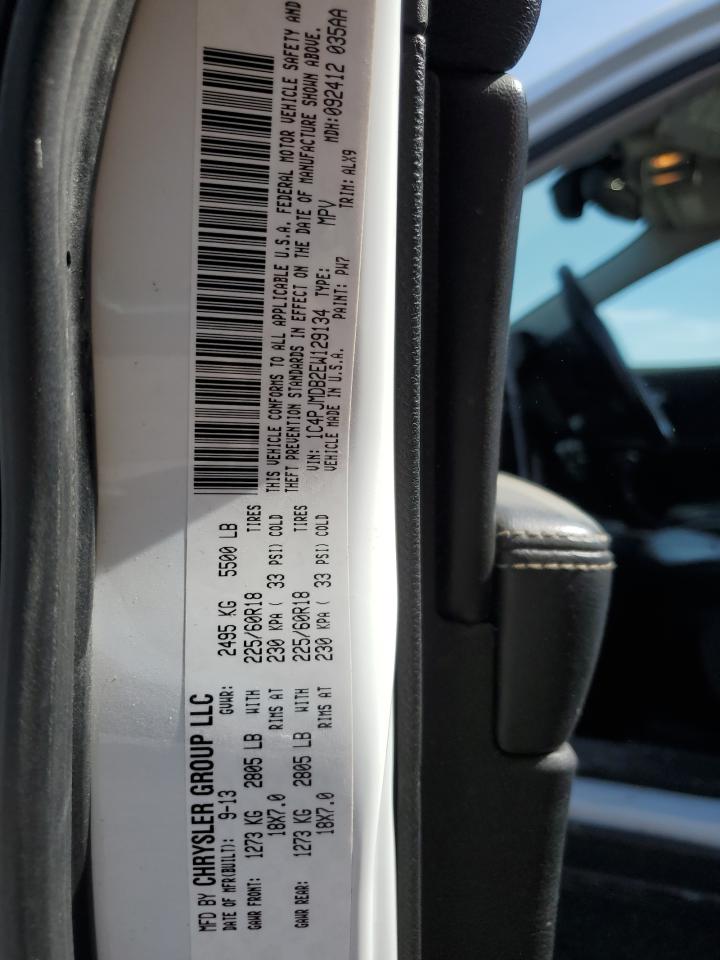 MFD BY CHRYSLER GROUP LLC
DATE OF MFR(BUILT): 9-13 GVWR: 2495 KG 5500 LB
GAWR FRONT: 1273 KG 2805 LB WITH 225/60R18 TIRES
18X7.0 RIMS AT 230 KPA ( 33 PSI) COLD
GAWR REAR: 1273 KG 2805 LB WITH 225/60R18 TIRES
18X7.0 RIMS AT 230 KPA ( 33 PSI) COLD
THIS VEHICLE CONFORMS TO ALL APPLICABLE U.S.A. FEDERAL MOTOR VEHICLE SAFETY AND
THEFT PREVENTION STANDARDS IN EFFECT ON THE DATE OF MANUFACTURE SHOWN ABOVE.
VIN: 1C4PJMDB2EW129134 TYPE: MPV MDH:092412 035AA
VEHICLE MADE IN U.S.A. PAINT: PW7 TRIM: ALX9